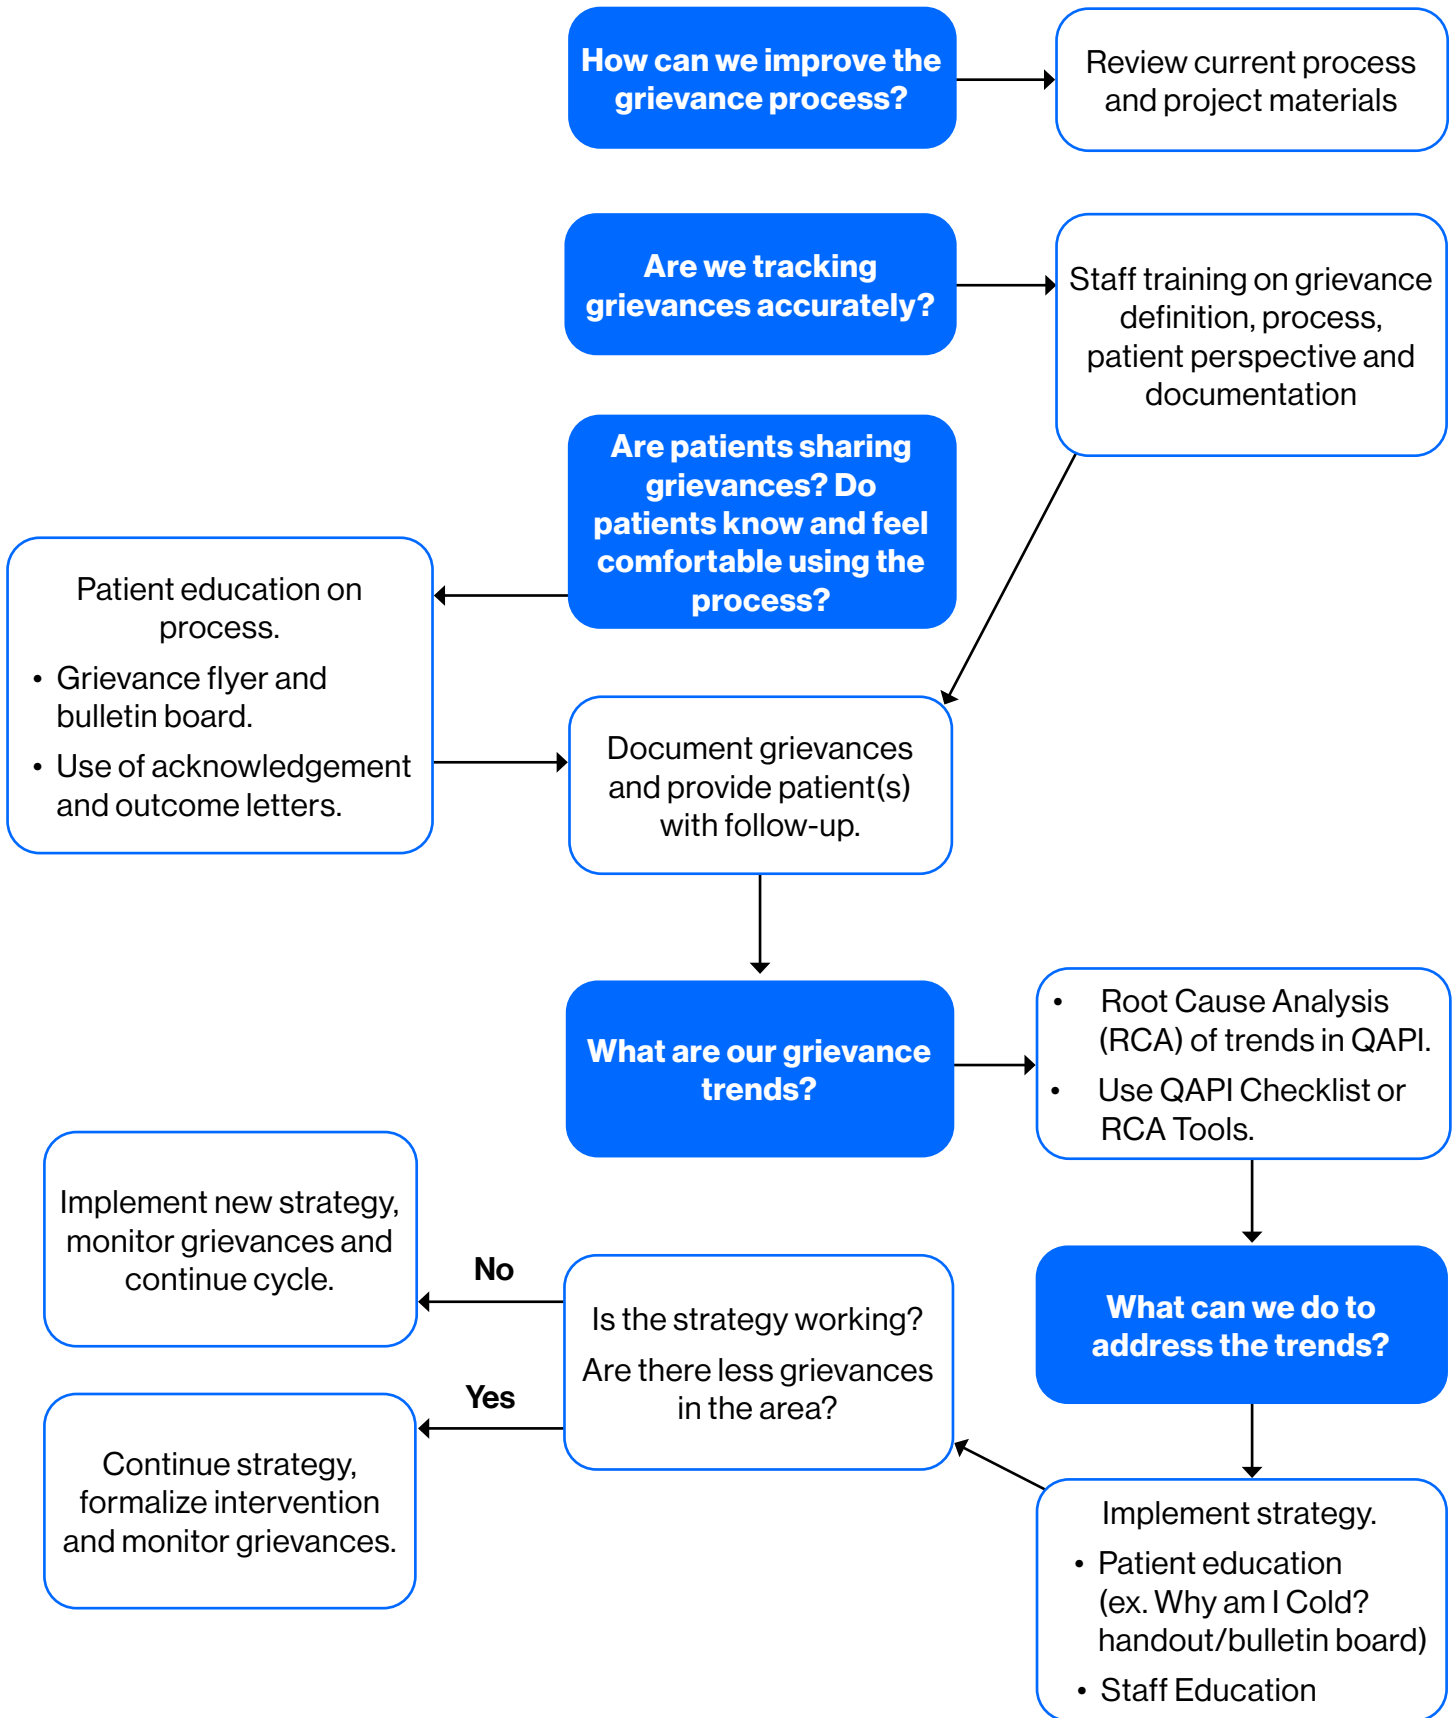 How can we improve the
grievance process?
Review current process
and project materials
Are we tracking
grievances accurately?
Staff training on grievance
definition, process,
patient perspective and
documentation
Are patients sharing
grievances? Do
patients know and feel
comfortable using the
process?
Patient education on
process.
• Grievance flyer and
bulletin board.
• Use of acknowledgement
and outcome letters.
Document grievances
and provide patient(s)
with follow-up.
What are our grievance
trends?
• Root Cause Analysis
(RCA) of trends in QAPI.
• Use QAPI Checklist or
RCA Tools.
What can we do to
address the trends?
Implement strategy.
• Patient education
(ex. Why am I Cold?
handout/bulletin board)
• Staff Education
Is the strategy working?
Are there less grievances
in the area?
No
Implement new strategy,
monitor grievances and
continue cycle.
Yes
Continue strategy,
formalize intervention
and monitor grievances.